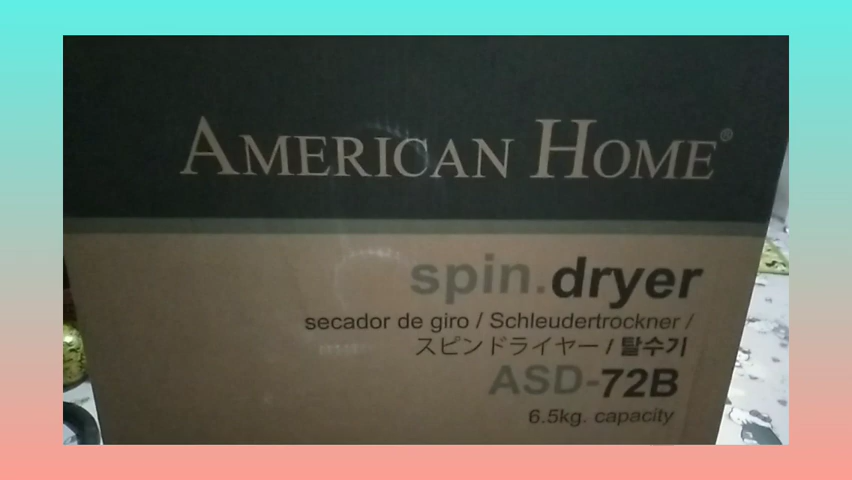 AMERICAN HOME®
spin.dryer
secador de giro / Schleudertrockner /
スピンドライヤー / 탈수기
ASD-72B
6.5kg. capacity